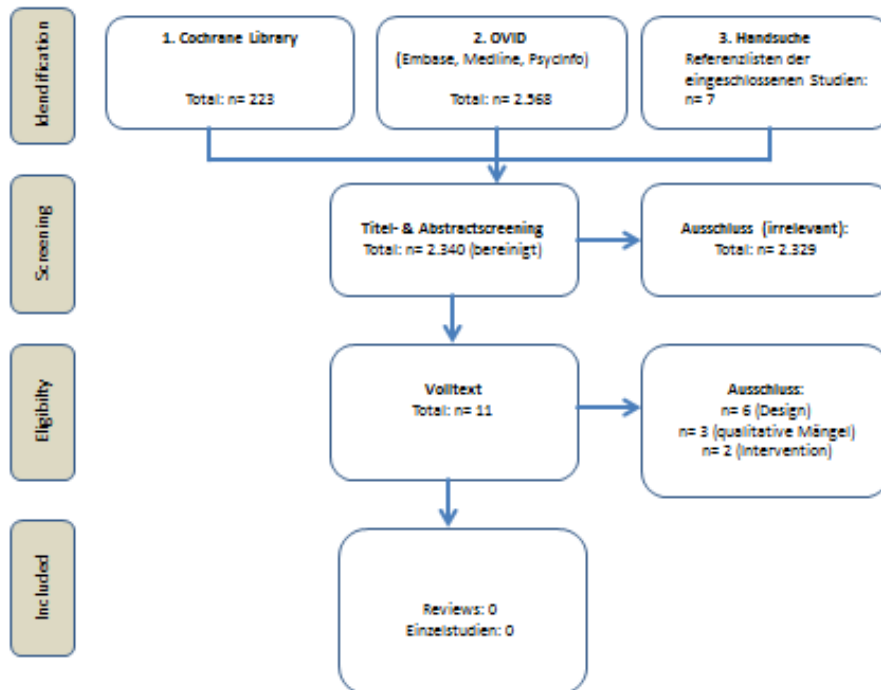 Idendification
1. Cochrane Library
Total: n= 223
2. OVID
(Embase, Medline, PsycInfo)
Total: n= 2.568
3. Handsuche
Referenzlisten der
eingeschlossenen Studien:
n= 7
Screening
Titel- & Abstractscreening
Total: n= 2.340 (bereinigt)
Ausschluss (irrelevant):
Total: n= 2.329
Eligibilty
Volltext
Total: n= 11
Ausschluss:
n= 6 (Design)
n= 3 (qualitative Mängel)
n= 2 (Intervention)
Included
Reviews: 0
Einzelstudien: 0